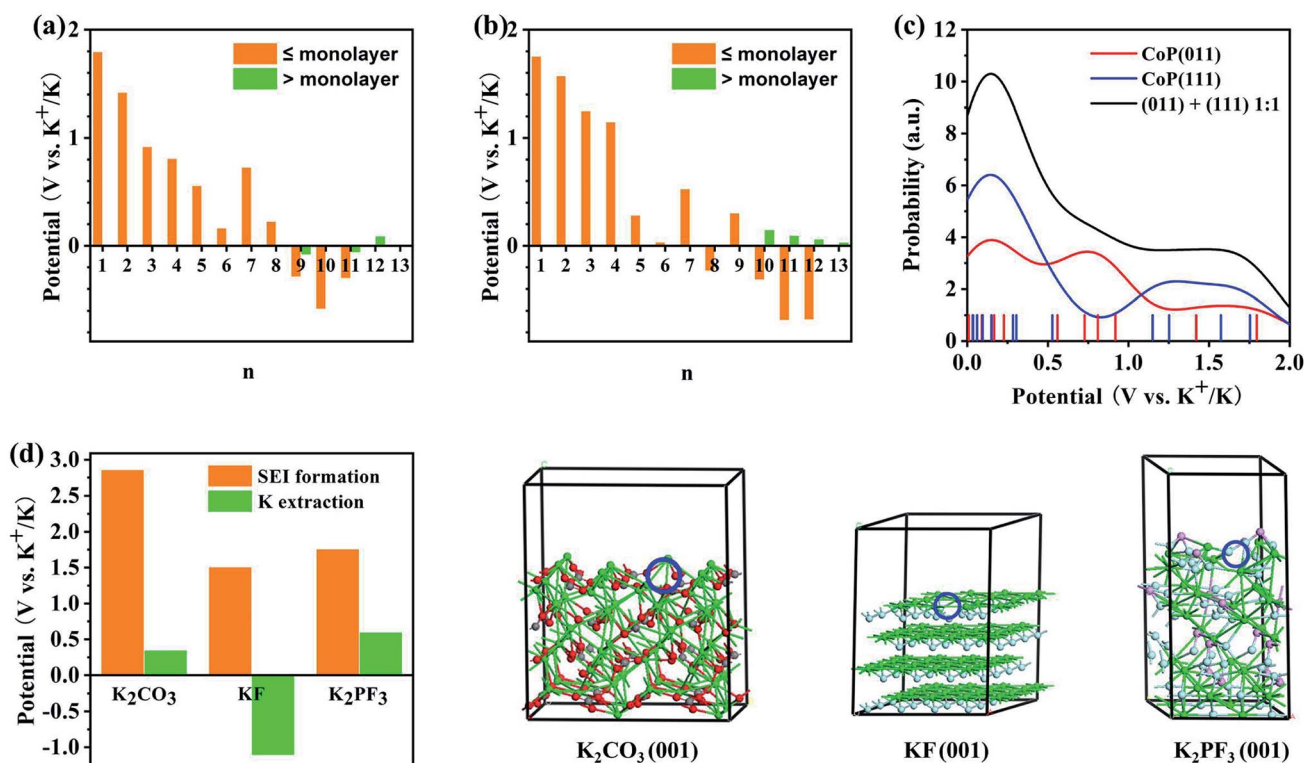 (a)
2
1
0
Potential (V vs. K⁺/K)
≤ monolayer
> monolayer
1 2 3 4 5 6 7 8 9 10 11 12 13
n
(b)
2
1
0
Potential (V vs. K⁺/K)
≤ monolayer
> monolayer
1 2 3 4 5 6 7 8 9 10 11 12 13
n
(c)
12
10
8
6
4
2
0
Probability (a.u.)
CoP(011)
CoP(111)
(011) + (111) 1:1
0.0 0.5 1.0 1.5 2.0
Potential (V vs. K⁺/K)
(d)
3.0
2.5
2.0
1.5
1.0
0.5
0.0
-0.5
-1.0
Potential (V vs. K⁺/K)
SEI formation
K extraction
K₂CO₃ KF K₂PF₃
K₂CO₃(001)
KF(001)
K₂PF₃(001)